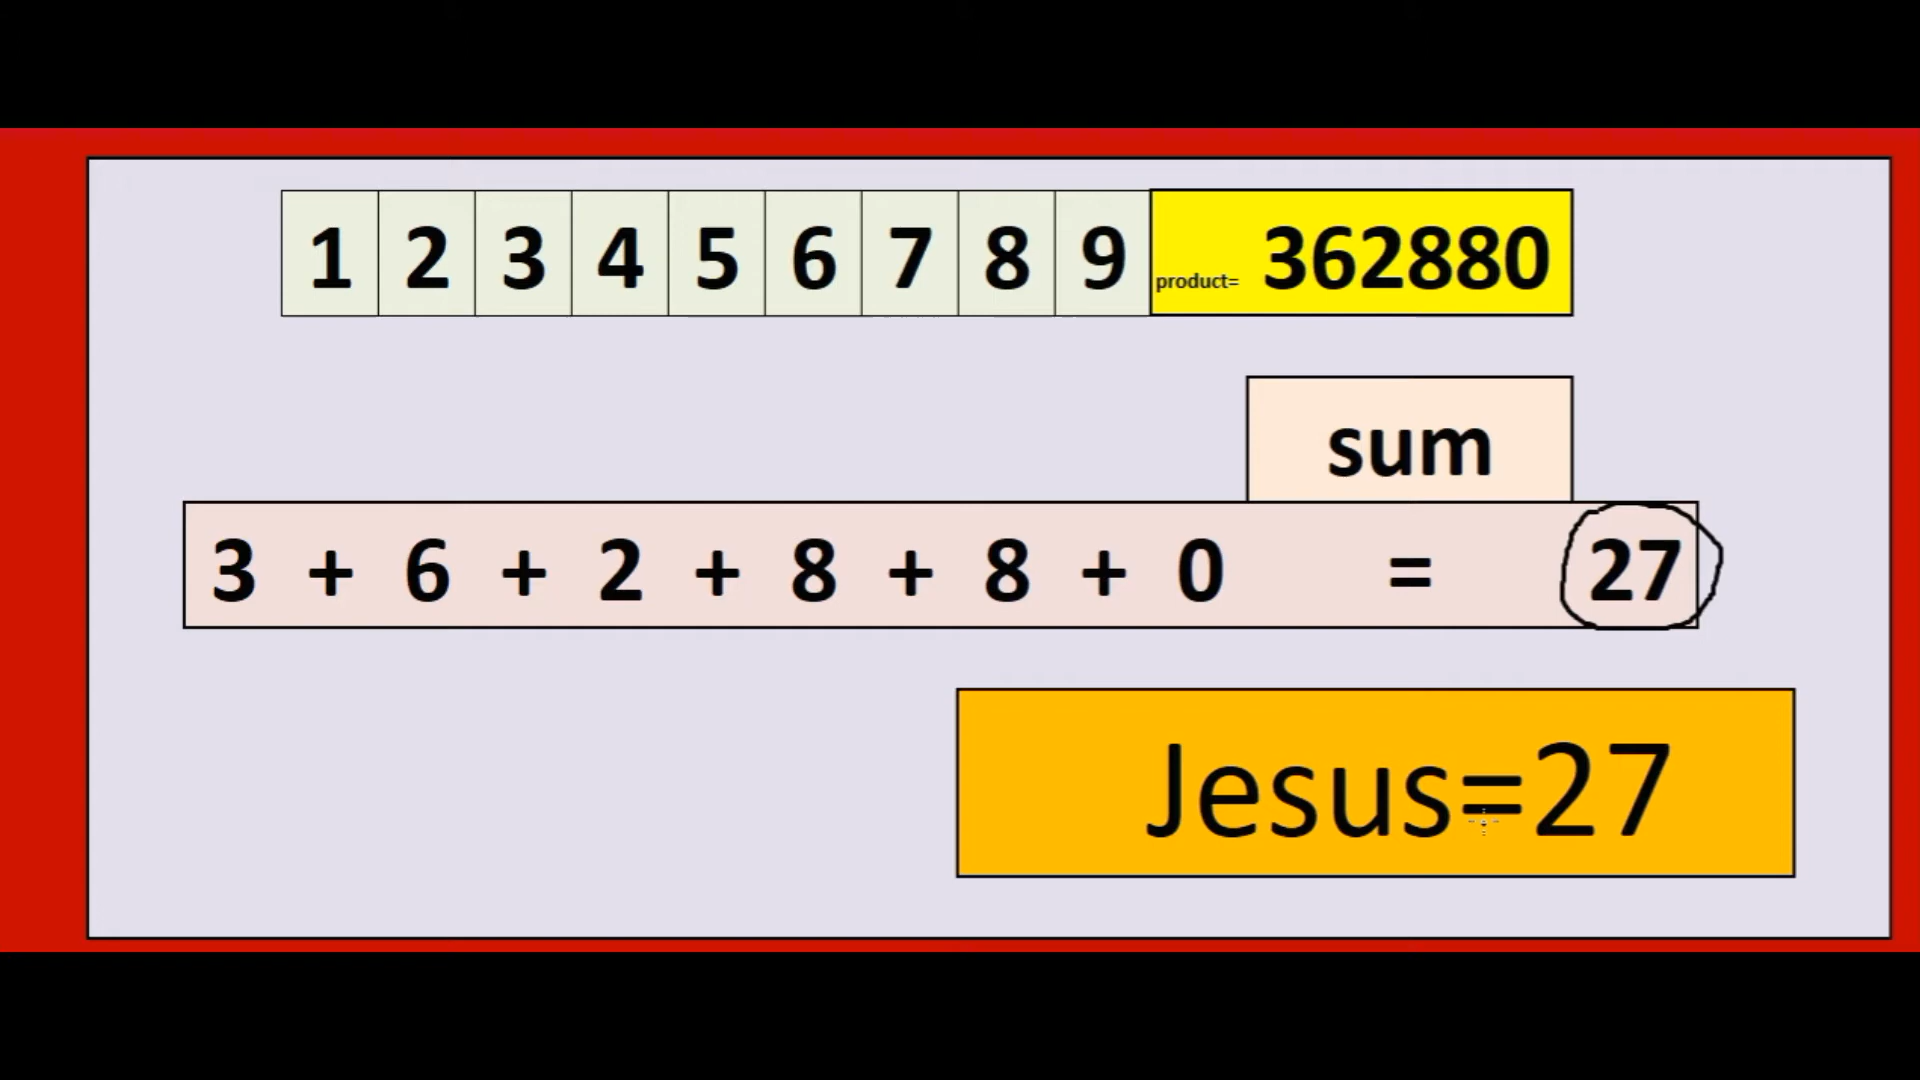 1 2 3 4 5 6 7 8 9 product= 362880
sum
3 + 6 + 2 + 8 + 8 + 0 = 27
Jesus=27